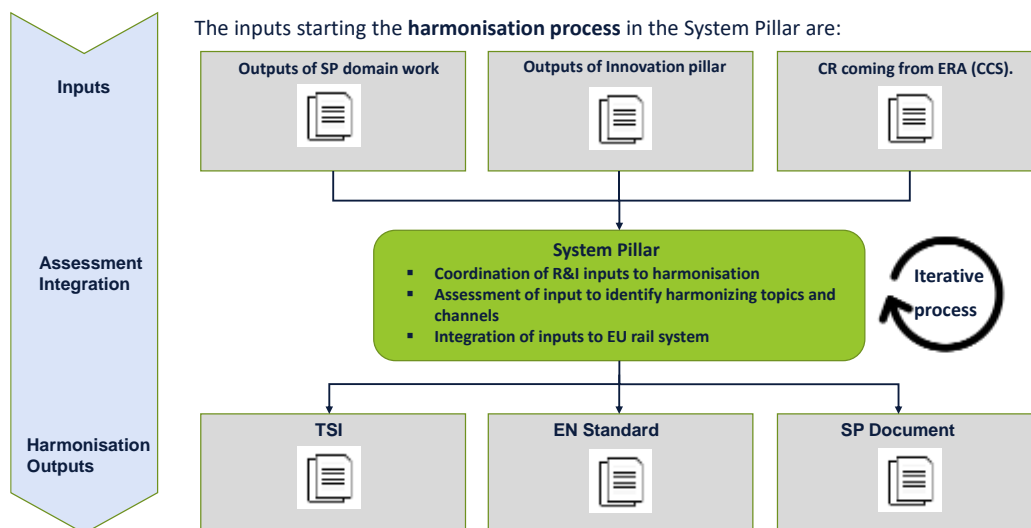 The inputs starting the harmonisation process in the System Pillar are:
Inputs
Outputs of SP domain work
Outputs of Innovation pillar
CR coming from ERA (CCS).
Assessment
Integration
System Pillar
▪ Coordination of R&I inputs to harmonisation
▪ Assessment of input to identify harmonizing topics and
channels
▪ Integration of inputs to EU rail system
Iterative
process
Harmonisation
Outputs
TSI
EN Standard
SP Document